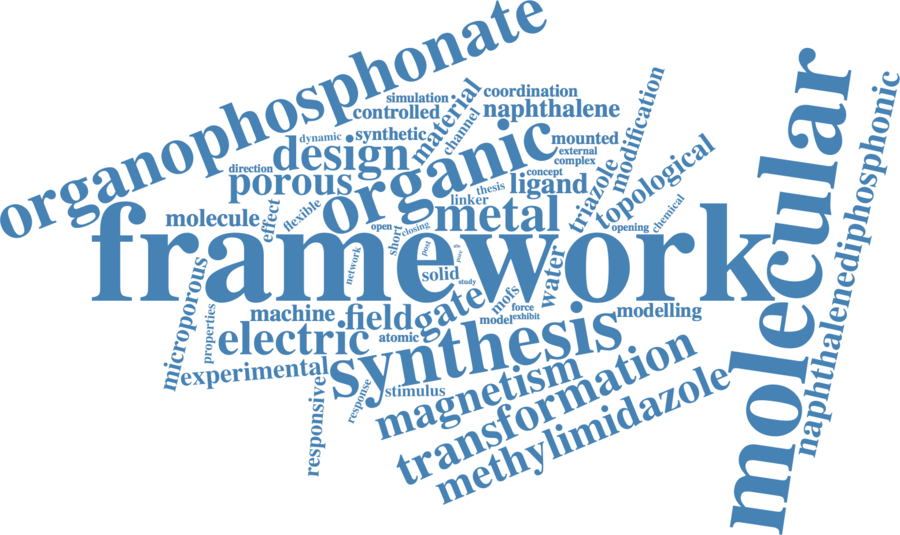 organophosphonate
simulation
coordination
controlled
material
naphthalene
dynamic
synthetic
channel
mounted
modification
molecular
naphthalenediphosphonic
design
organic
external
complex
direction
concept
porous
thesis
ligand
triazole
topological
linker
molecule
effect
flexible
metal
open
closing
short
opening
chemical
framework
post
network
solid
study
water
microporous
properties
machine
field
gate
mofs
force
modelling
model
exhibit
electric
atomic
synthesis
experimental
responsive
response
stimulus
magnetism
transformation
methylimidazole